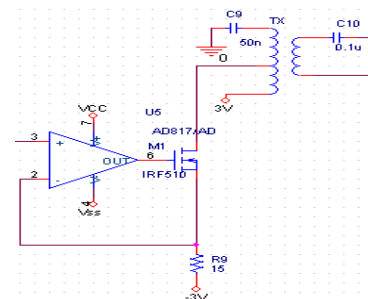 C9
TX
C10
50n
0.1u
0
3V
VCC
U5
7
AD817/AD
3
+
M1
OUT
6
2
-
IRF510
4
Vss
R9
15
-3V